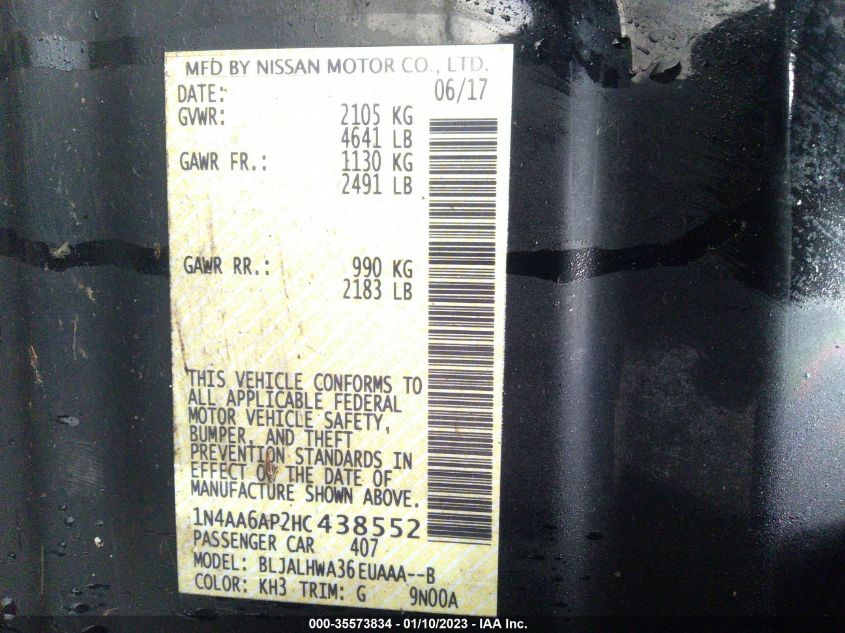 MFD BY NISSAN MOTOR CO., LTD.
DATE: 06/17
GVWR: 2105 KG
4641 LB
GAWR FR.: 1130 KG
2491 LB
GAWR RR.: 990 KG
2183 LB
THIS VEHICLE CONFORMS TO
ALL APPLICABLE FEDERAL
MOTOR VEHICLE SAFETY,
BUMPER, AND THEFT
PREVENTION STANDARDS IN
EFFECT ON THE DATE OF
MANUFACTURE SHOWN ABOVE.
1N4AA6AP2HC438552
PASSENGER CAR 407
MODEL: BLJALHWA36EUAAA--B
COLOR: KH3 TRIM: G 9N00A
000-35573834 - 01/10/2023 - IAA Inc.